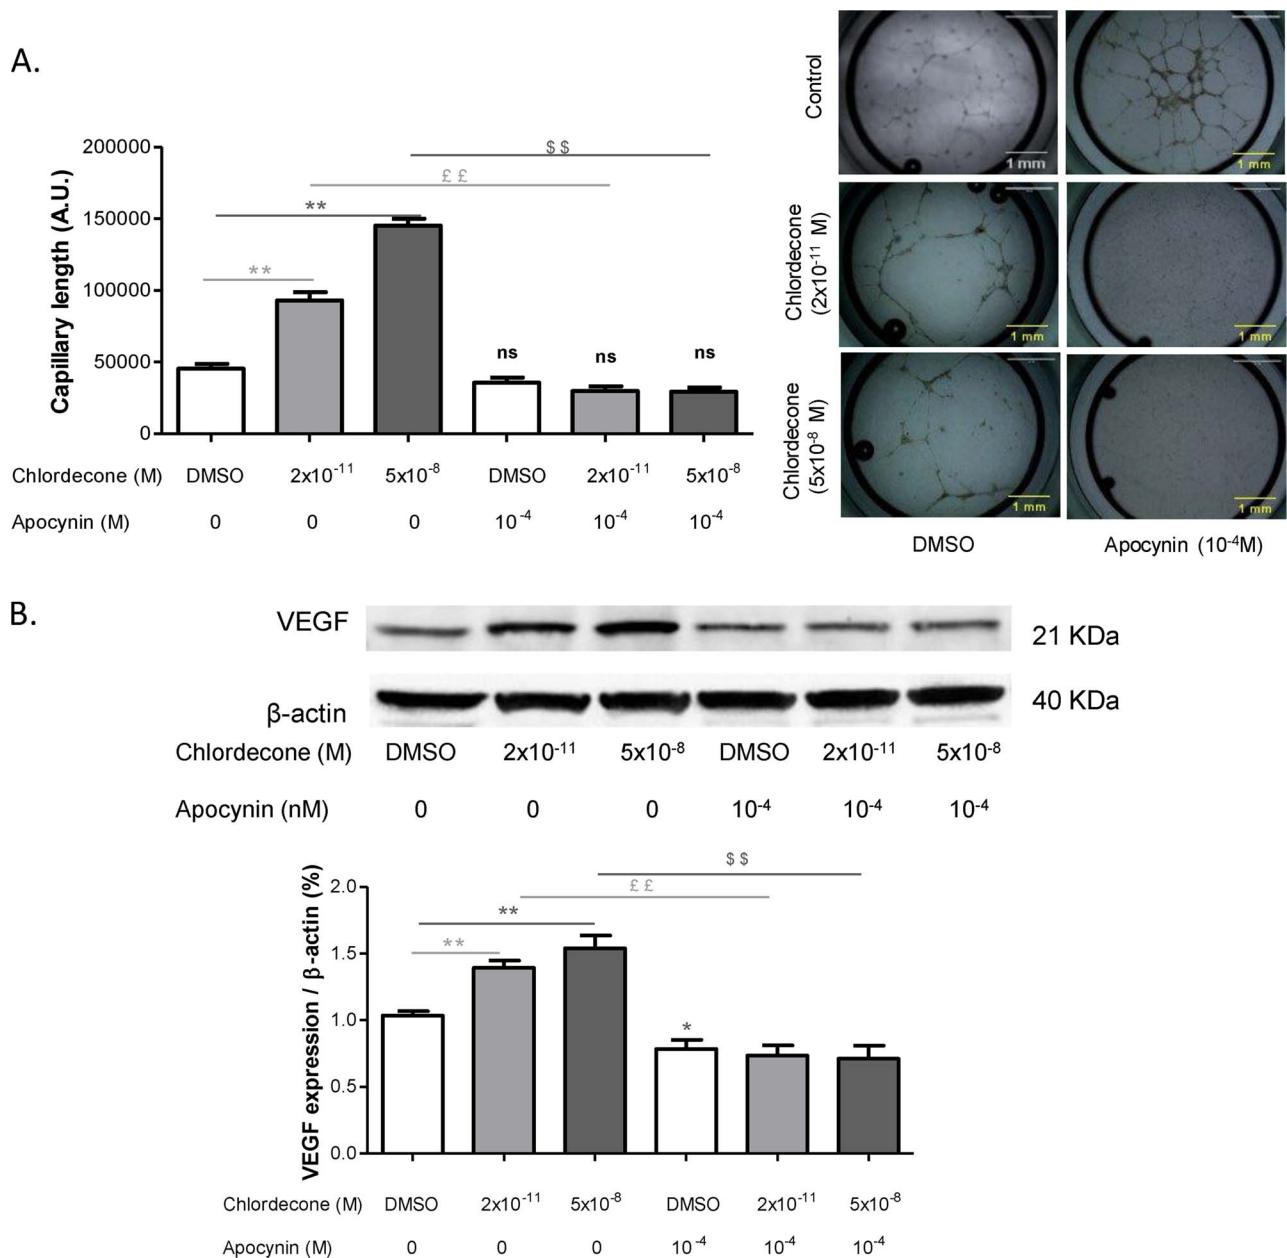 A.
200000
150000
100000
50000
0
Capillary length (A.U.)
$ $
£ £
**
**
ns ns ns
Chlordecone (M) DMSO 2x10⁻¹¹ 5x10⁻⁸ DMSO 2x10⁻¹¹ 5x10⁻⁸
Apocynin (M) 0 0 0 10⁻⁴ 10⁻⁴ 10⁻⁴
Control
1 mm 1 mm
Chlordecone
(2x10⁻¹¹ M)
1 mm 1 mm
Chlordecone
(5x10⁻⁸ M)
1 mm 1 mm
DMSO Apocynin (10⁻⁴M)
B.
VEGF 21 KDa
β-actin 40 KDa
Chlordecone (M) DMSO 2x10⁻¹¹ 5x10⁻⁸ DMSO 2x10⁻¹¹ 5x10⁻⁸
Apocynin (nM) 0 0 0 10⁻⁴ 10⁻⁴ 10⁻⁴
VEGF expression / β-actin (%)
2.0
1.5
1.0
0.5
0.0
$ $
£ £
**
**
*
Chlordecone (M) DMSO 2x10⁻¹¹ 5x10⁻⁸ DMSO 2x10⁻¹¹ 5x10⁻⁸
Apocynin (M) 0 0 0 10⁻⁴ 10⁻⁴ 10⁻⁴